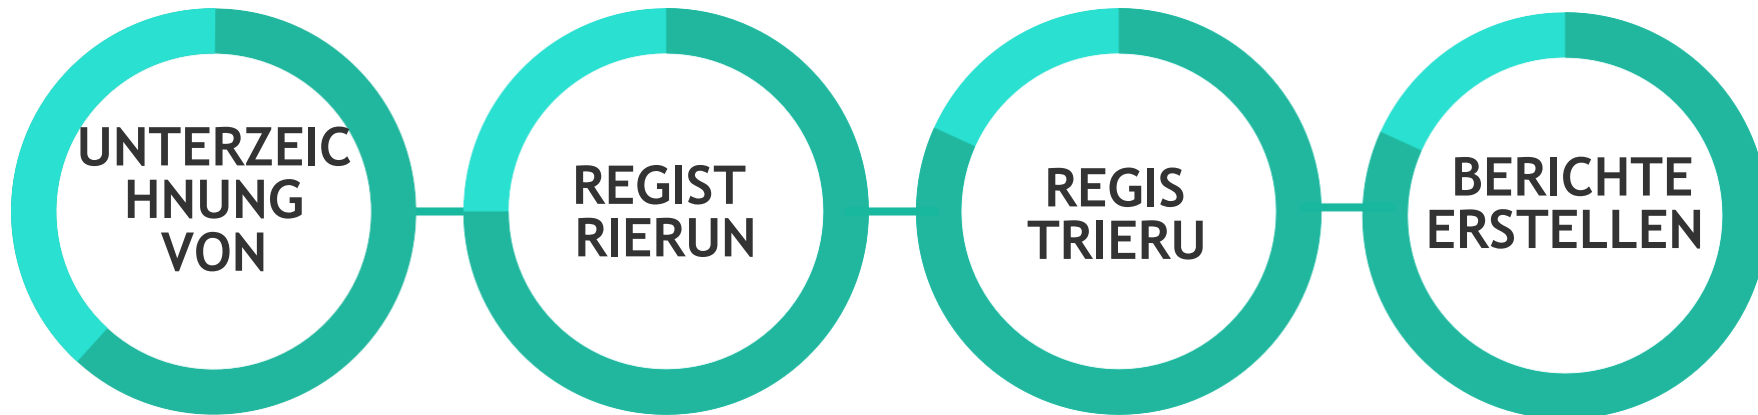 UNTERZEIC
HNUNG
VON
REGIST
RIERUN
REGIS
TRIERU
BERICHTE
ERSTELLEN